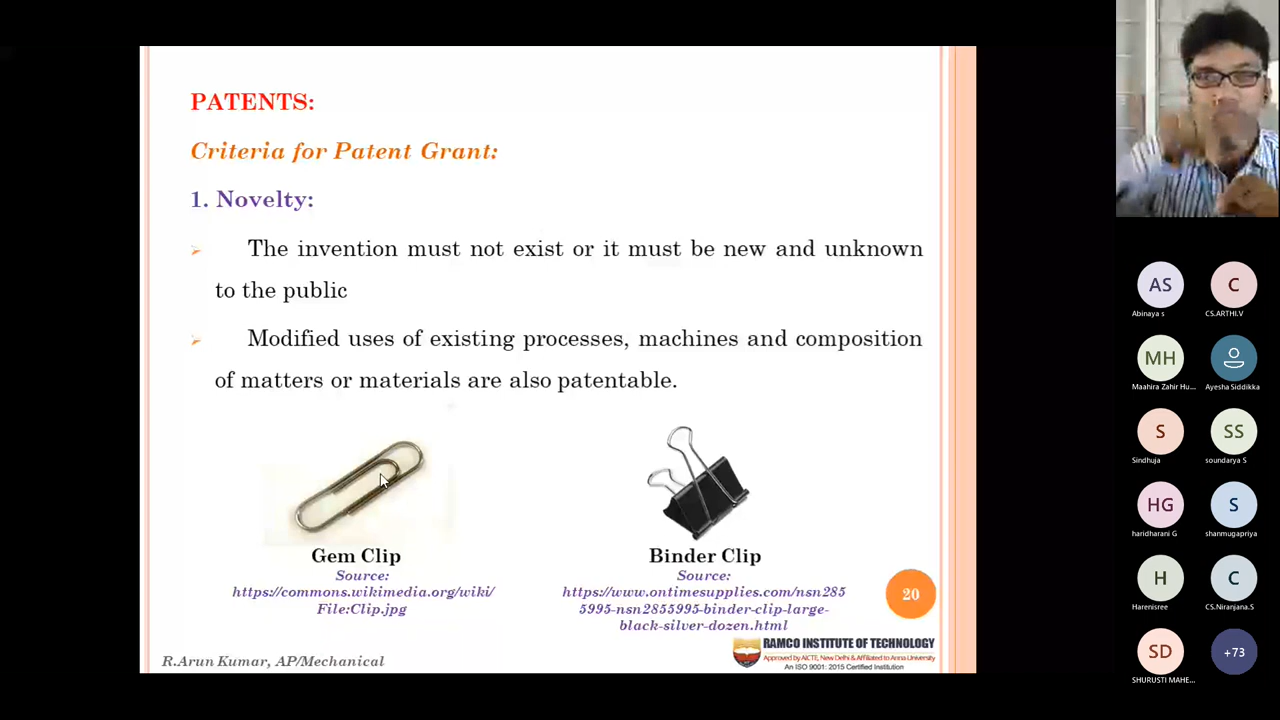 PATENTS:
Criteria for Patent Grant:
1. Novelty:
The invention must not exist or it must be new and unknown
to the public
Modified uses of existing processes, machines and composition
of matters or materials are also patentable.
Gem Clip
Source:
https://commons.wikimedia.org/wiki/
File:Clip.jpg
Binder Clip
Source:
https://www.ontimesupplies.com/nsn285
5995-nsn2855995-binder-clip-large-
black-silver-dozen.html
20
RAMCO INSTITUTE OF TECHNOLOGY
Approved by AICTE, New Delhi & Affiliated to Anna University
An ISO 9001: 2015 Certified Institution
R.Arun Kumar, AP/Mechanical
AS
Abinaya s
C
CS.ARTHI.V
MH
Maahira Zahir Hu...
Ayesha Siddikka
S
Sindhuja
SS
soundarya S
HG
haridharani G
S
shanmugapriya
H
Harenisree
C
CS.Niranjana.S
SD
SHURUSTI MAHE...
+73